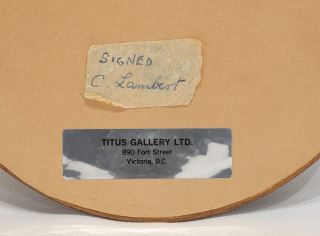 SIGNED
C. Lambert
TITUS GALLERY LTD.
890 Fort Street
Victoria, B.C